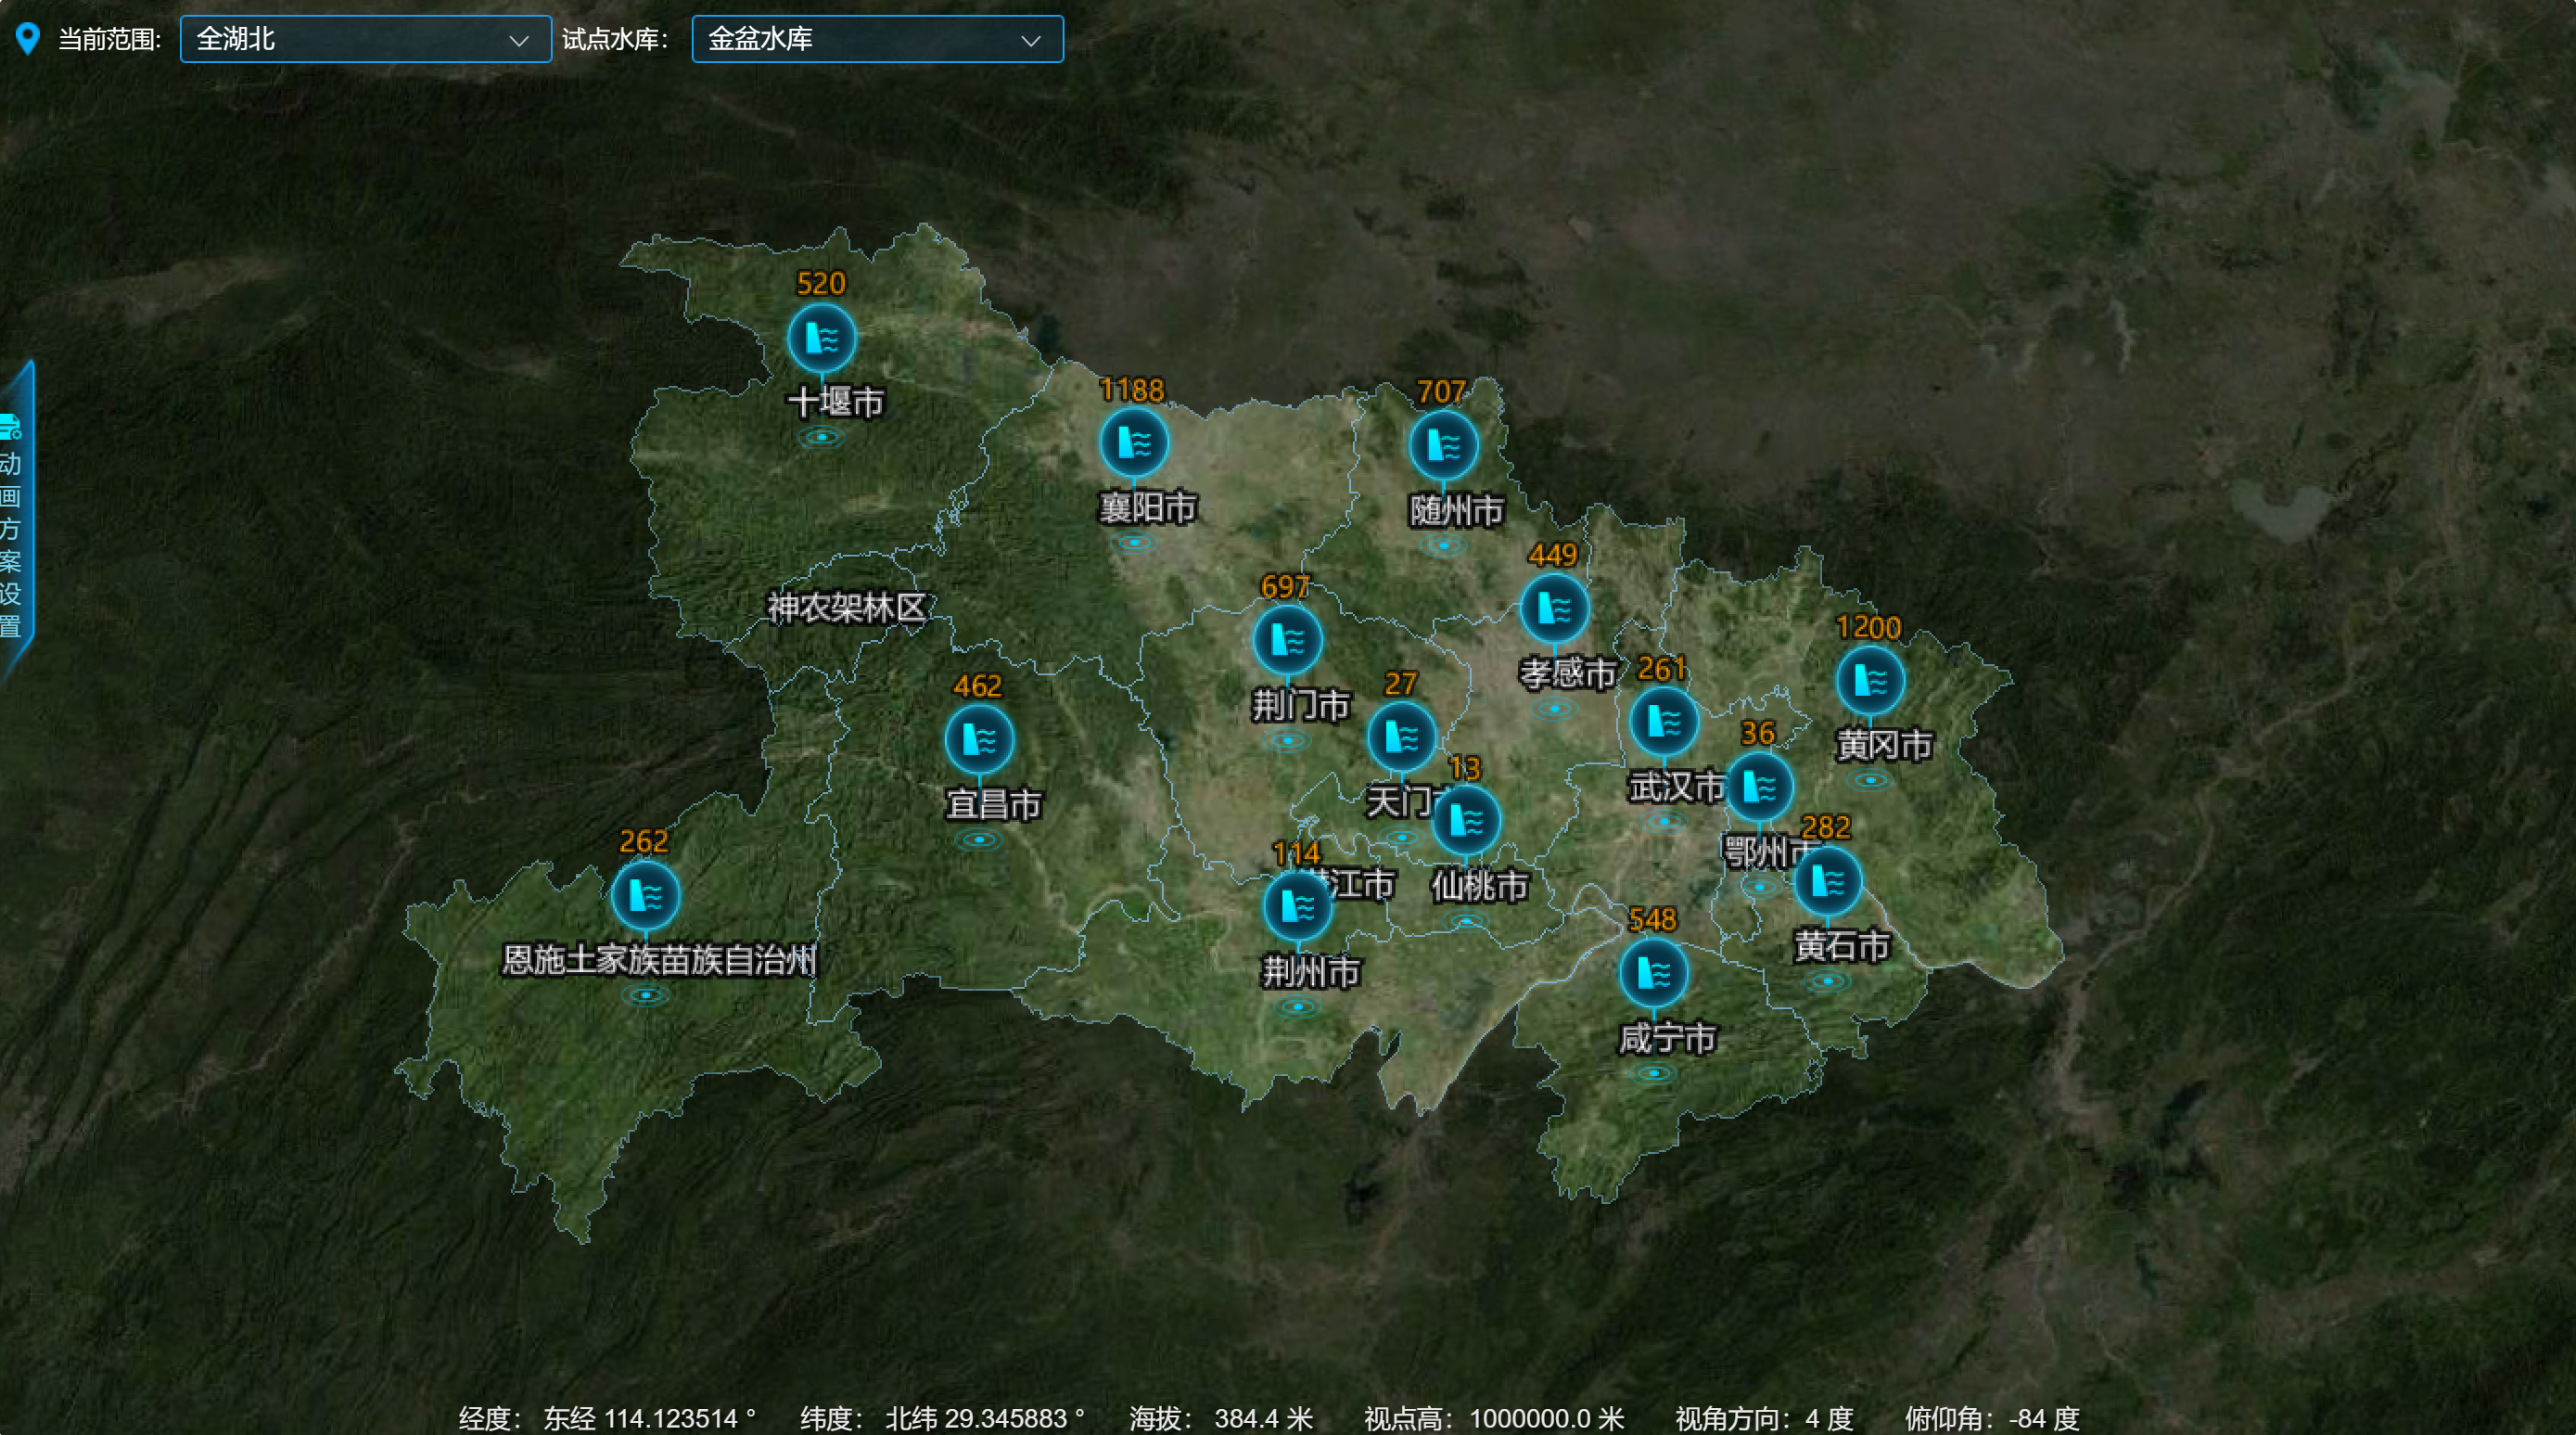 当前范围: 全湖北 试点水库: 金盆水库
520
十堰市
1188
襄阳市
707
随州市
449
孝感市
697
荆门市
神农架林区
1200
黄冈市
261
武汉市
462
宜昌市
27
天门
36
鄂州市
13
仙桃市
282
黄石市
262
恩施土家族苗族自治州
114
江市
荆州市
548
咸宁市
动画方案设置
经度: 东经 114.123514 ° 纬度: 北纬 29.345883 ° 海拔: 384.4 米 视点高: 1000000.0 米 视角方向: 4 度 俯仰角: -84 度